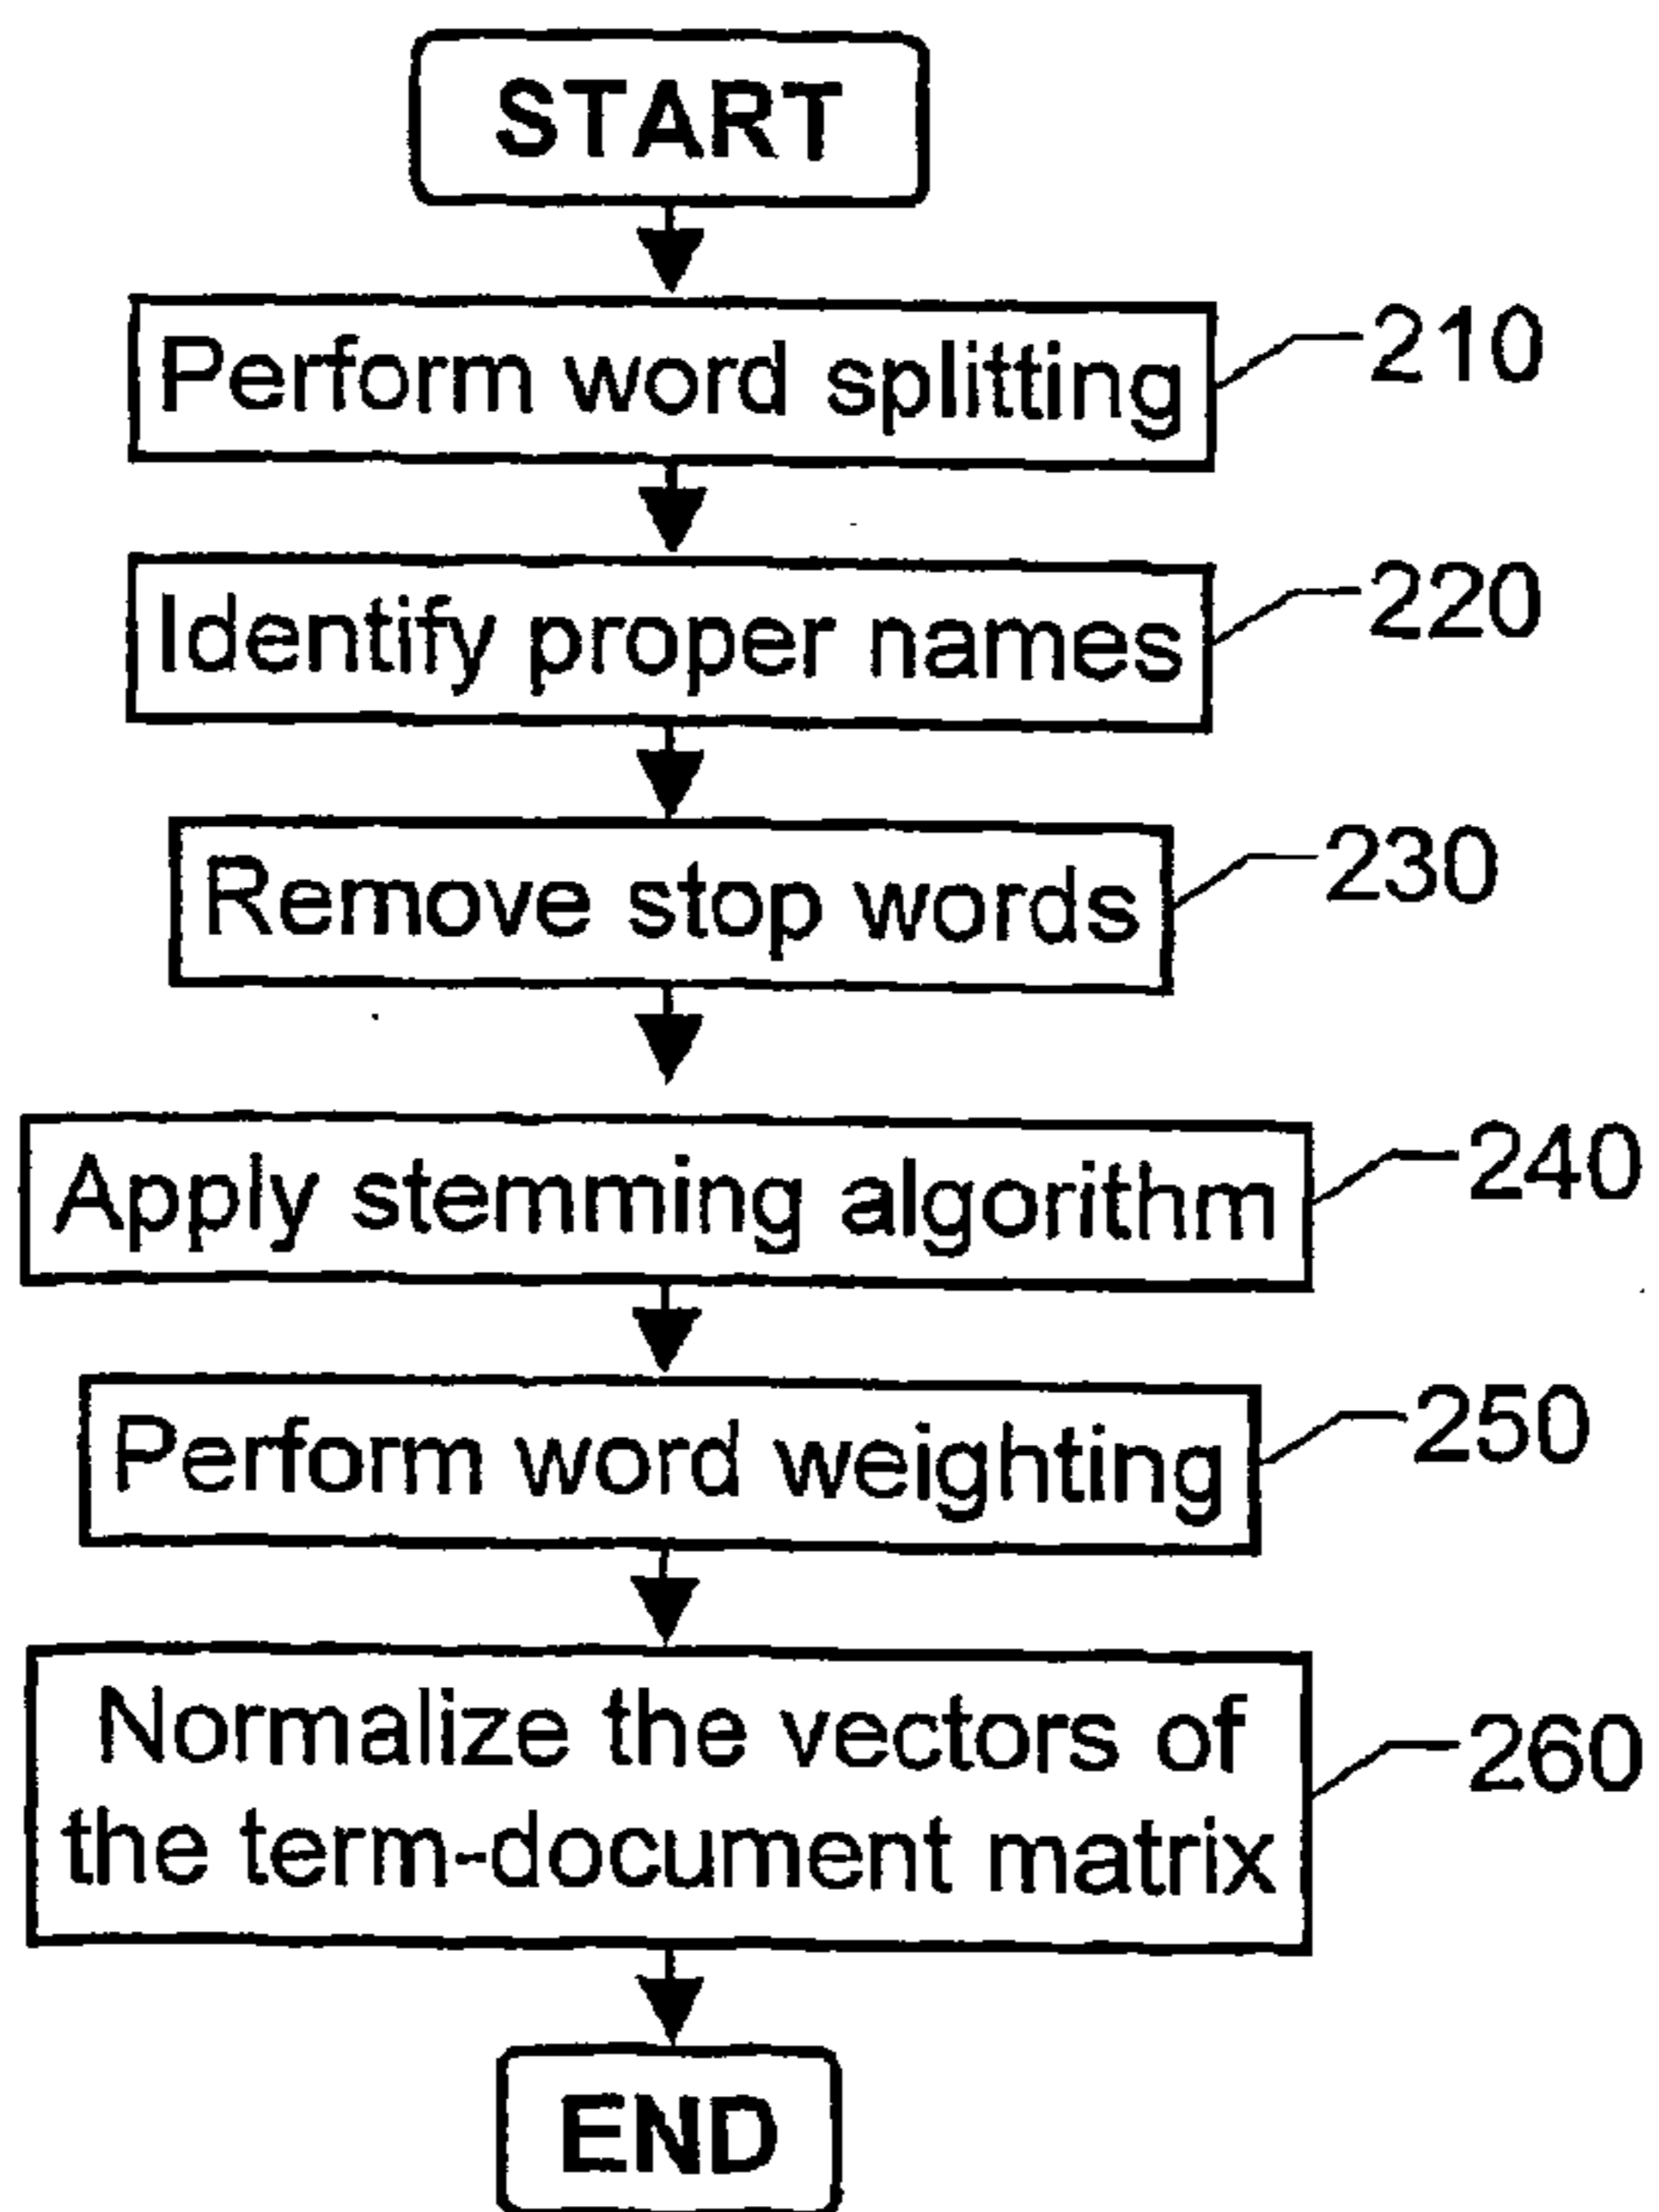 START
Perform word splitting 210
Identify proper names 220
Remove stop words 230
Apply stemming algorithm 240
Perform word weighting 250
Normalize the vectors of
the term-document matrix 260
END